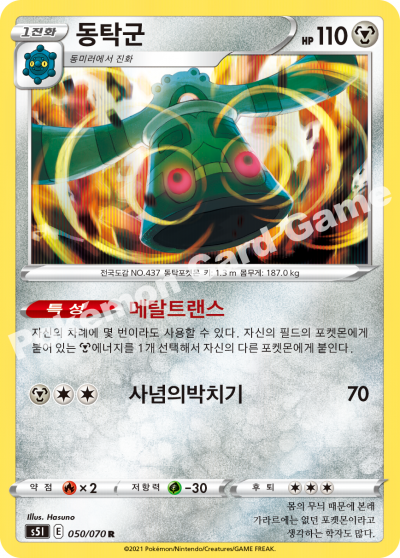 1진화 동탁군 HP 110
동미러에서 진화
전국도감 NO.437 동탁포켓몬 키: 1.3 m 몸무게: 187.0 kg
특성 메탈트랜스
자신의 차례에 몇 번이라도 사용할 수 있다. 자신의 필드의 포켓몬에게
붙어 있는 에너지를 1개 선택해서 자신의 다른 포켓몬에게 붙인다.
사념의박치기 70
약점 ×2 저항력 -30 후퇴
Illus. Hasuno
몸의 무늬 때문에 본래
가라르에는 없던 포켓몬이라고
생각하는 학자도 많다.
s5I E 050/070 R
©2021 Pokémon/Nintendo/Creatures/GAME FREAK.
Pokémon Card Game